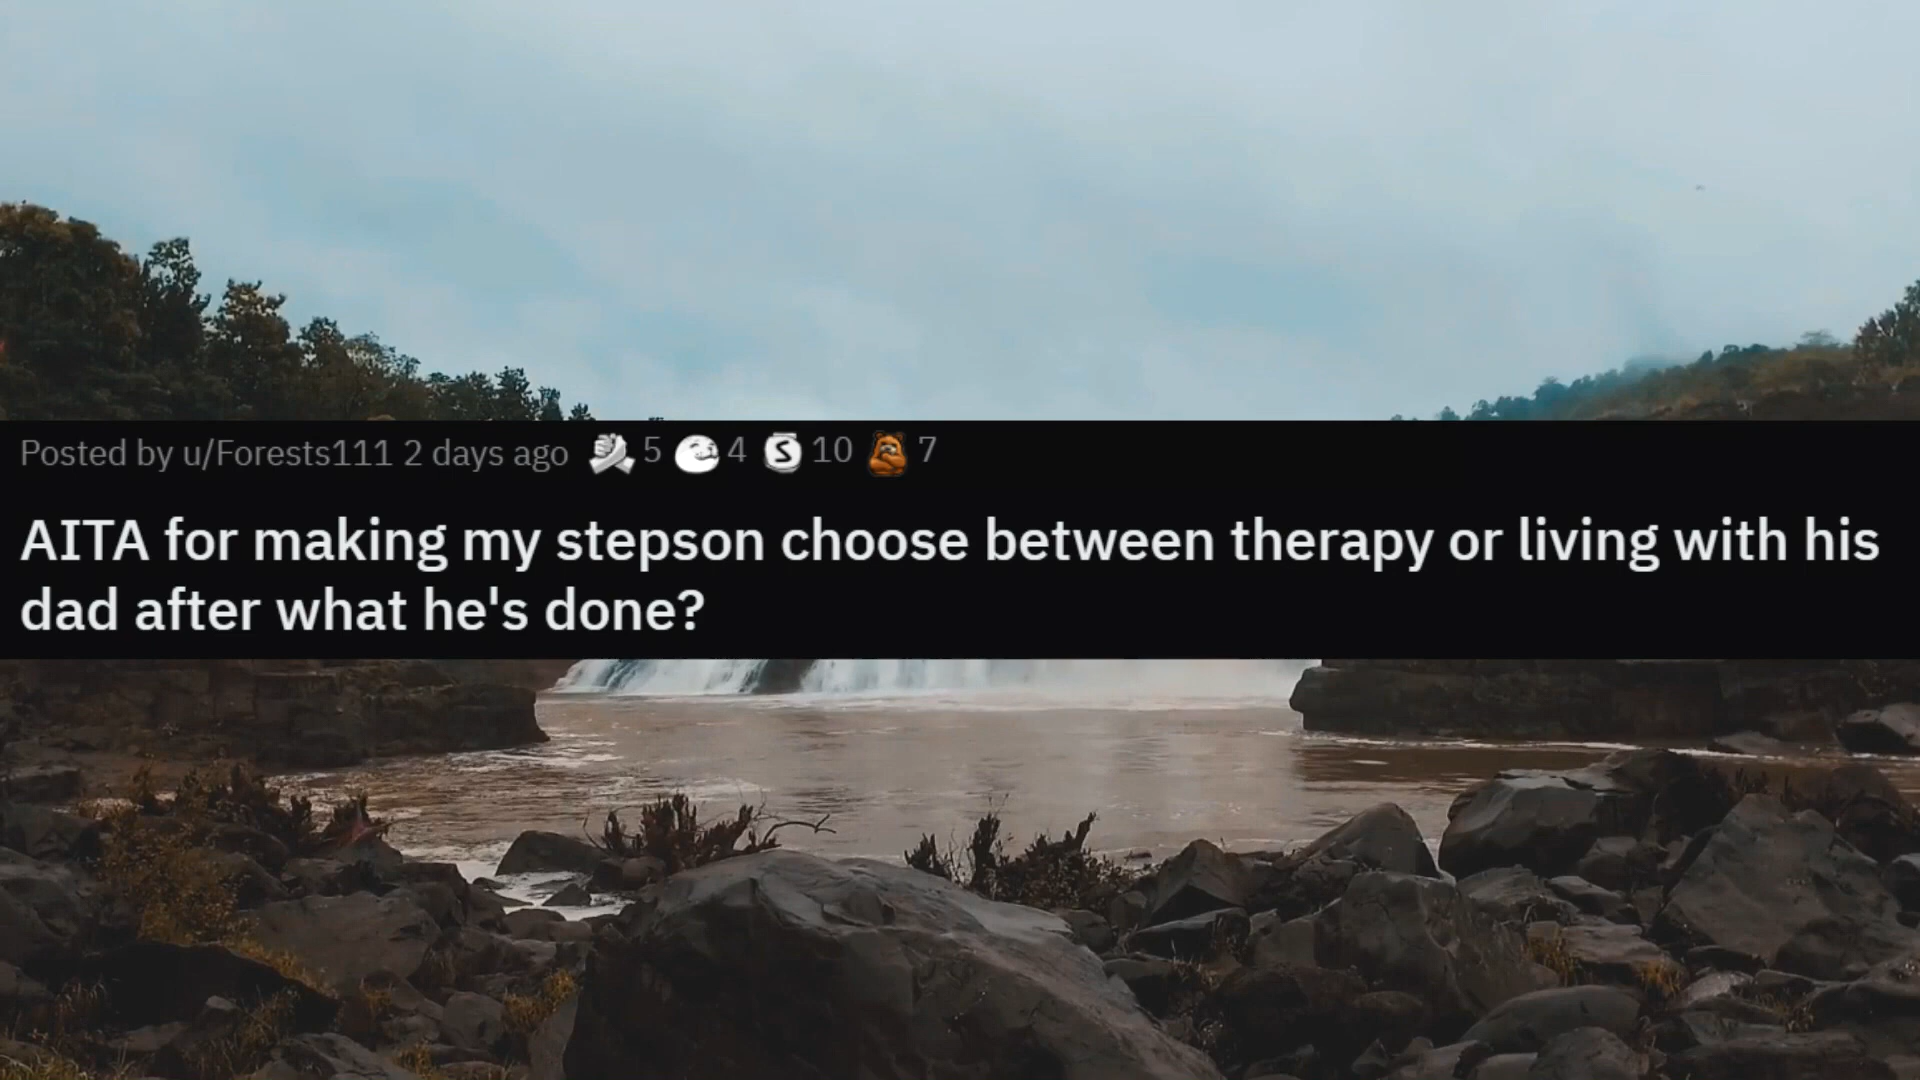 Posted by u/Forests111 2 days ago 5 4 S 10 7
AITA for making my stepson choose between therapy or living with his
dad after what he's done?